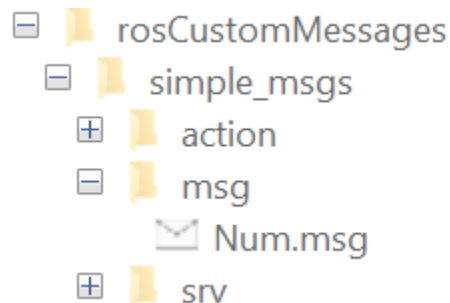 rosCustomMessages
simple_msgs
action
msg
Num.msg
srv